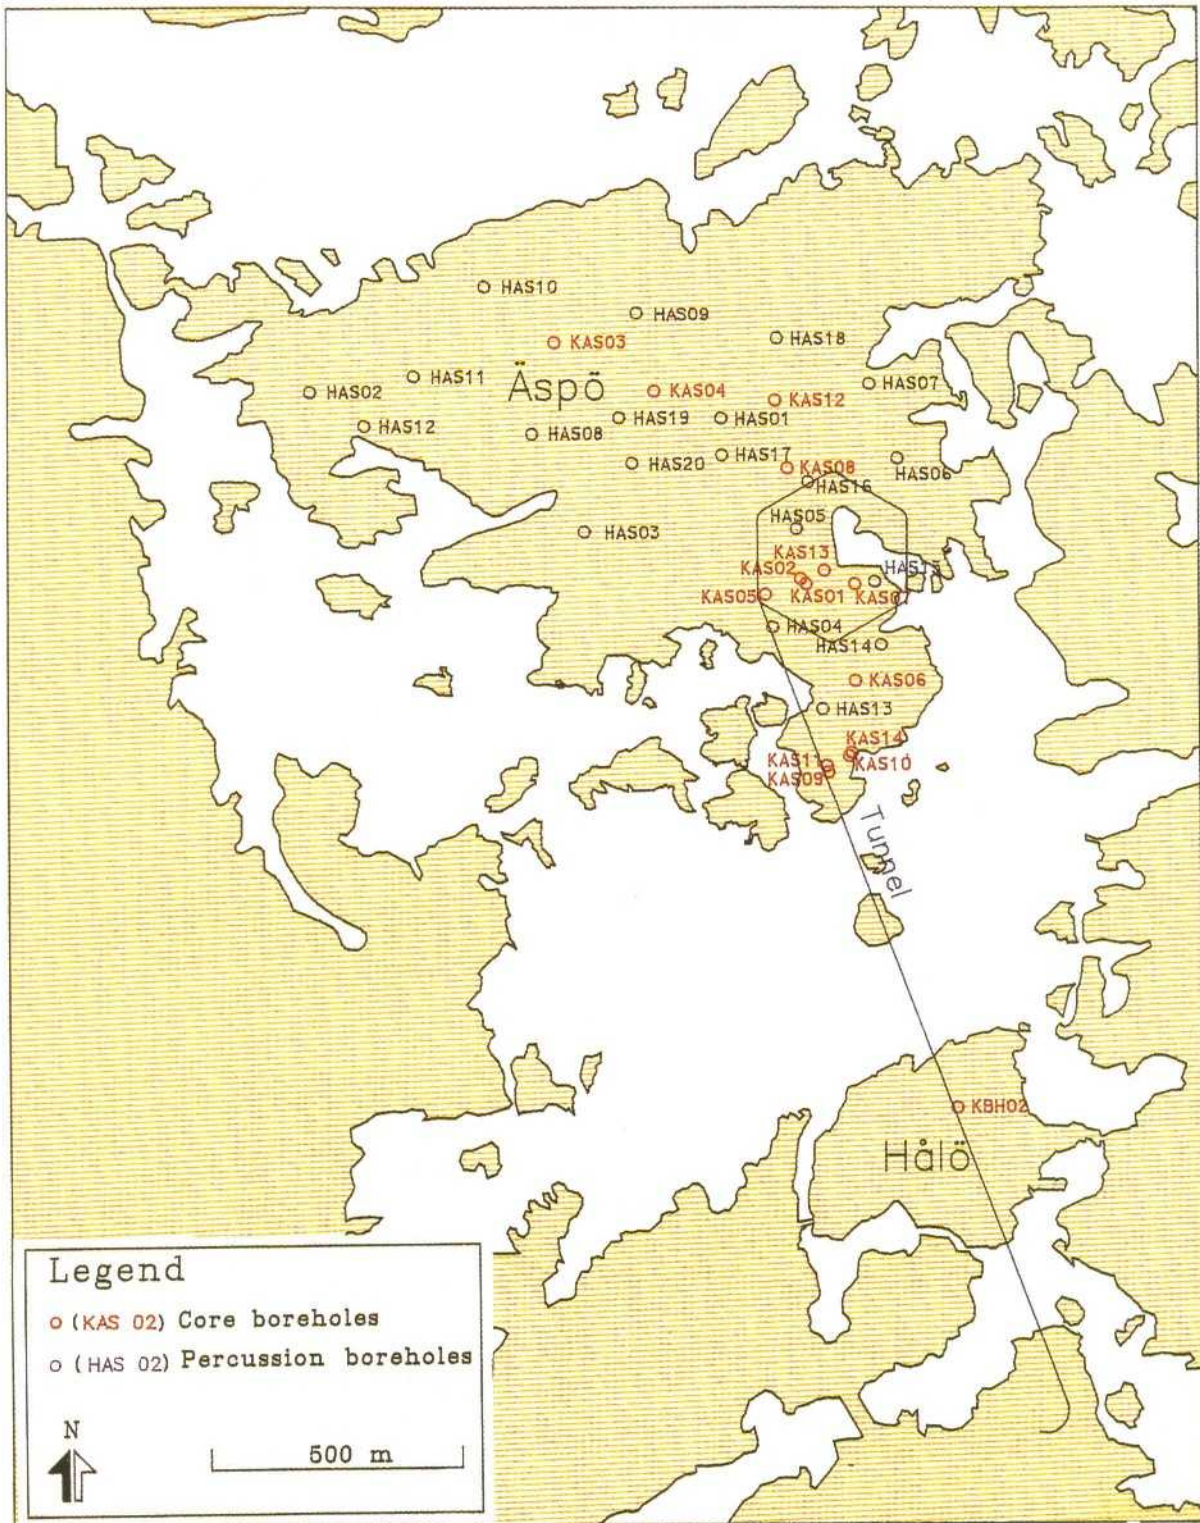 HAS10
HAS09
KAS03
HAS18
HAS11
Äspö
HAS07
HAS02
KAS04
KAS12
HAS12
HAS19
HAS01
HAS08
HAS17
HAS20
KAS08
HAS06
HAS16
HAS05
HAS03
KAS13
KAS02
HAS15
KAS05
KAS01
KAS07
HAS04
HAS14
KAS06
HAS13
KAS14
KAS11
KAS10
KAS09
Tunnel
KBH02
Hålö
Legend
(KAS 02) Core boreholes
(HAS 02) Percussion boreholes
N
500 m